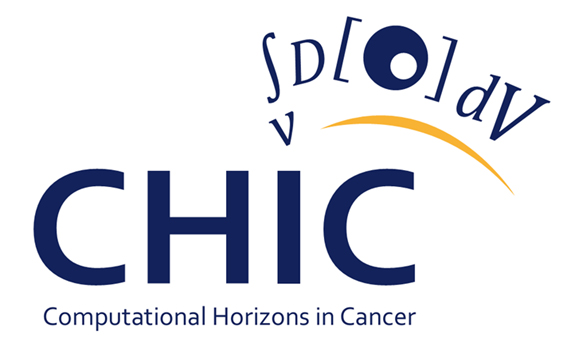 ∫ D [ ] dV
v
CHIC
Computational Horizons in Cancer